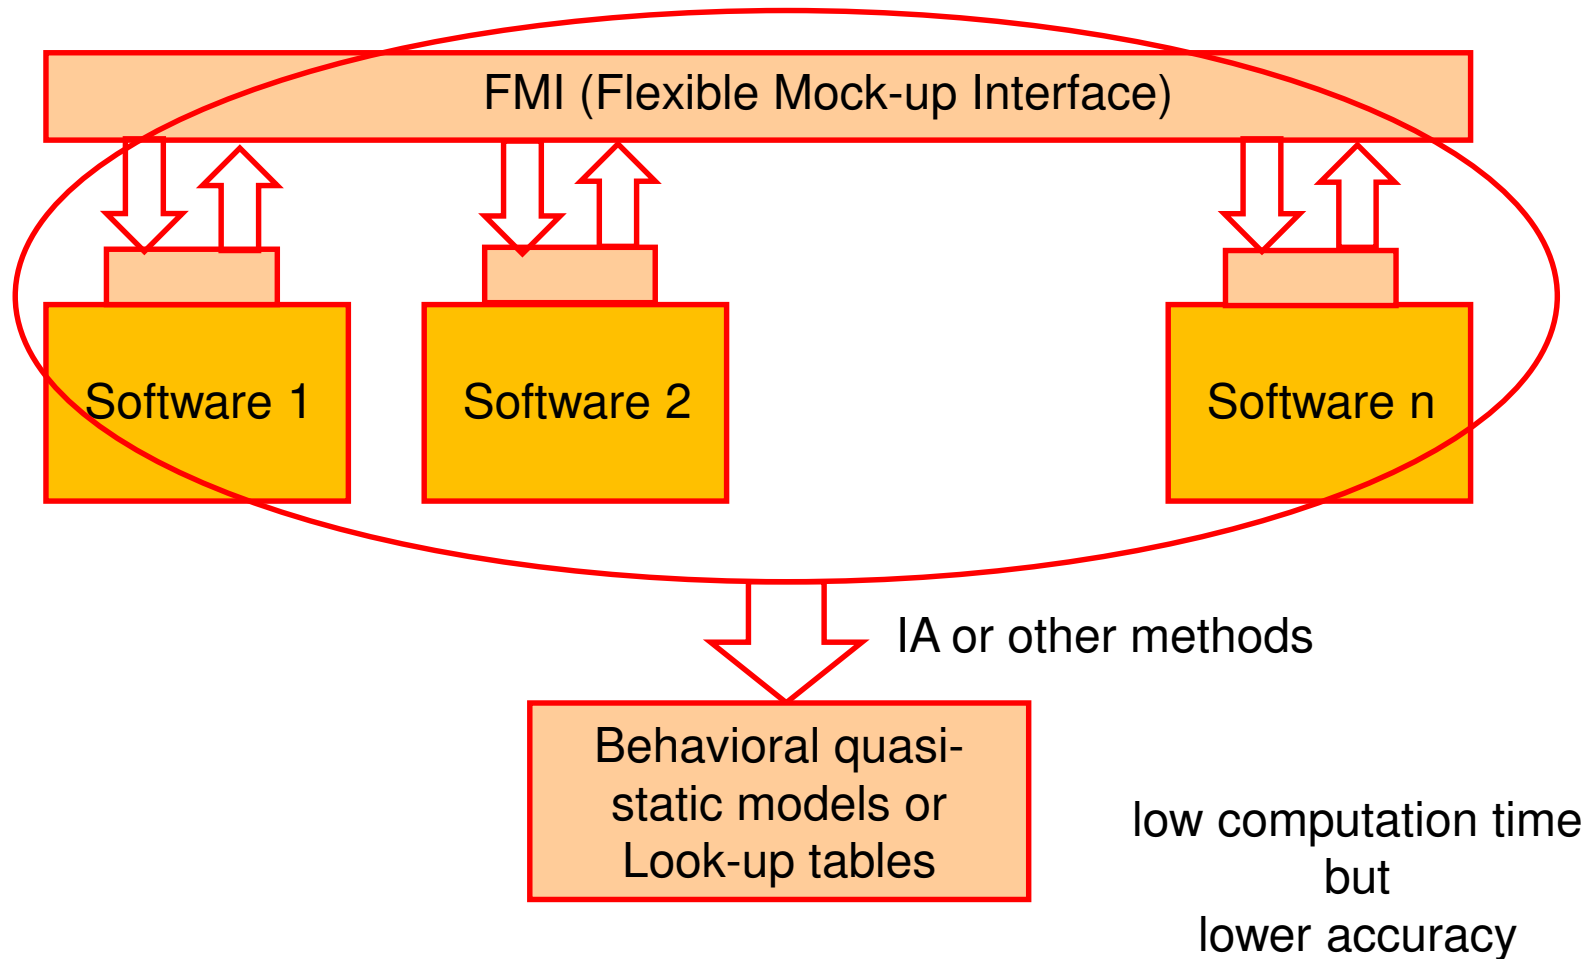 FMI (Flexible Mock-up Interface)
Software 1
Software 2
Software n
IA or other methods
Behavioral quasi-
static models or
Look-up tables
low computation time
but
lower accuracy